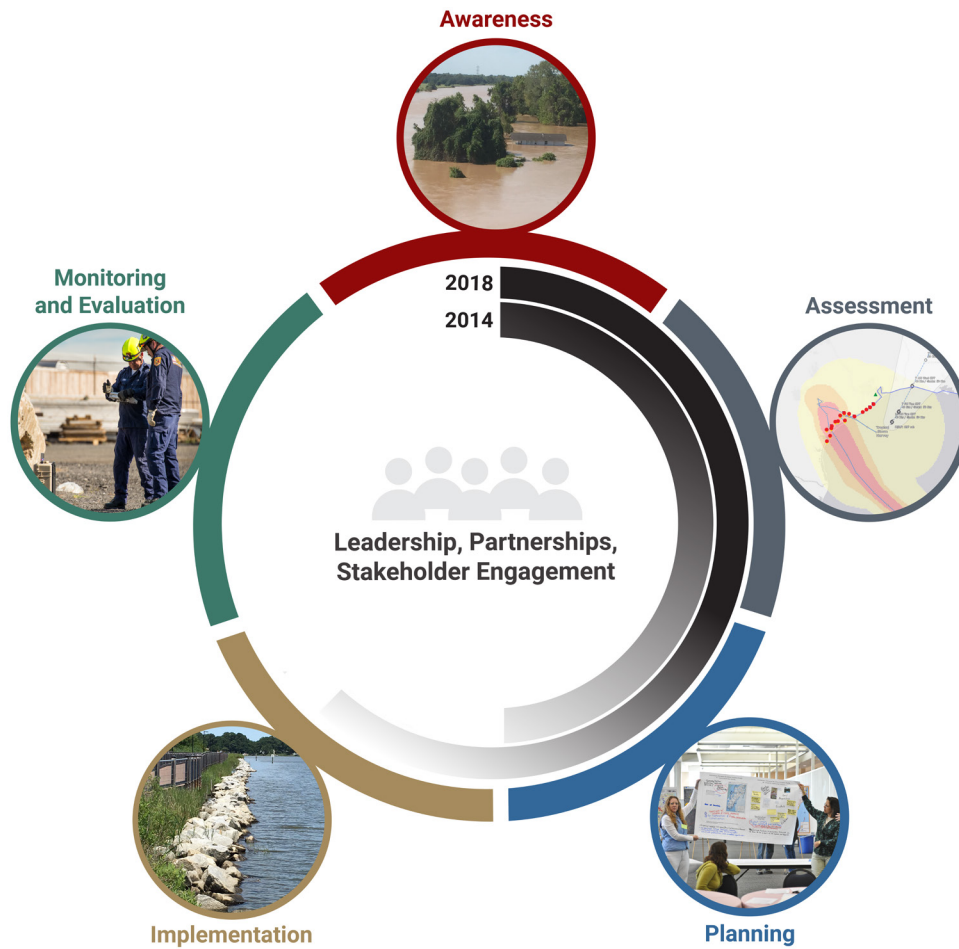 Awareness
Monitoring
and Evaluation
2018
2014
Assessment
Leadership, Partnerships,
Stakeholder Engagement
Implementation
Planning